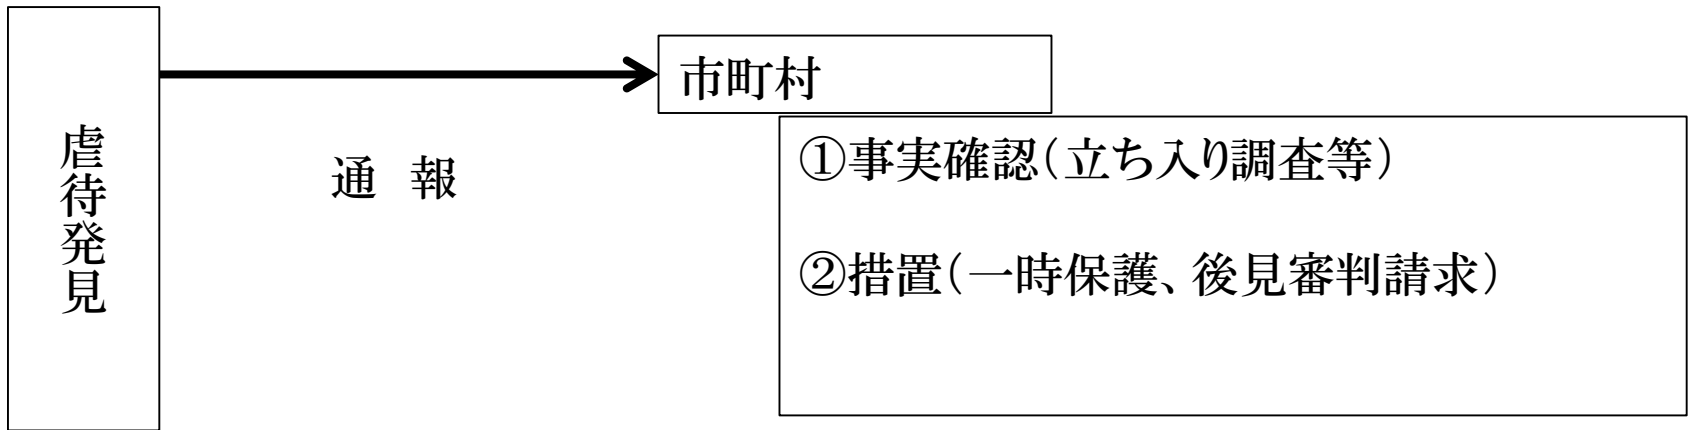 虐待発見
通 報
市町村
①事実確認（立ち入り調査等）
②措置（一時保護、後見審判請求）